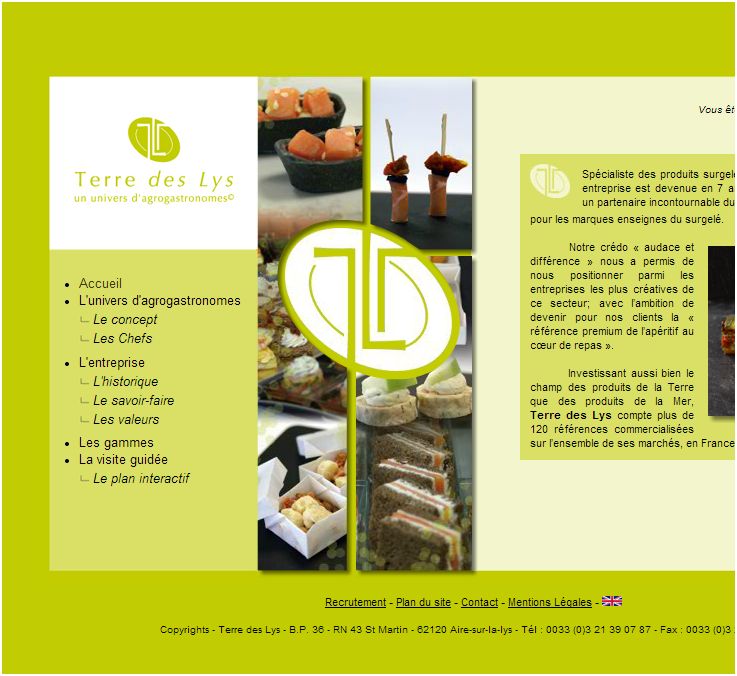 Terre des Lys
un univers d'agrogastronomes©
Accueil
L'univers d'agrogastronomes
Le concept
Les Chefs
L'entreprise
L'historique
Le savoir-faire
Les valeurs
Les gammes
La visite guidée
Le plan interactif
Vous êt
Spécialiste des produits surgelé
entreprise est devenue en 7 a
un partenaire incontournable du
pour les marques enseignes du surgelé.
Notre crédo « audace et
différence » nous a permis de
nous positionner parmi les
entreprises les plus créatives de
ce secteur; avec l'ambition de
devenir pour nos clients la «
référence premium de l'apéritif au
cœur de repas ».
Investissant aussi bien le
champ des produits de la Terre
que des produits de la Mer,
Terre des Lys compte plus de
120 références commercialisées
sur l'ensemble de ses marchés, en France
Recrutement - Plan du site - Contact - Mentions Légales -
Copyrights - Terre des Lys - B.P. 36 - RN 43 St Martin - 62120 Aire-sur-la-lys - Tél : 0033 (0)3 21 39 07 87 - Fax : 0033 (0)3